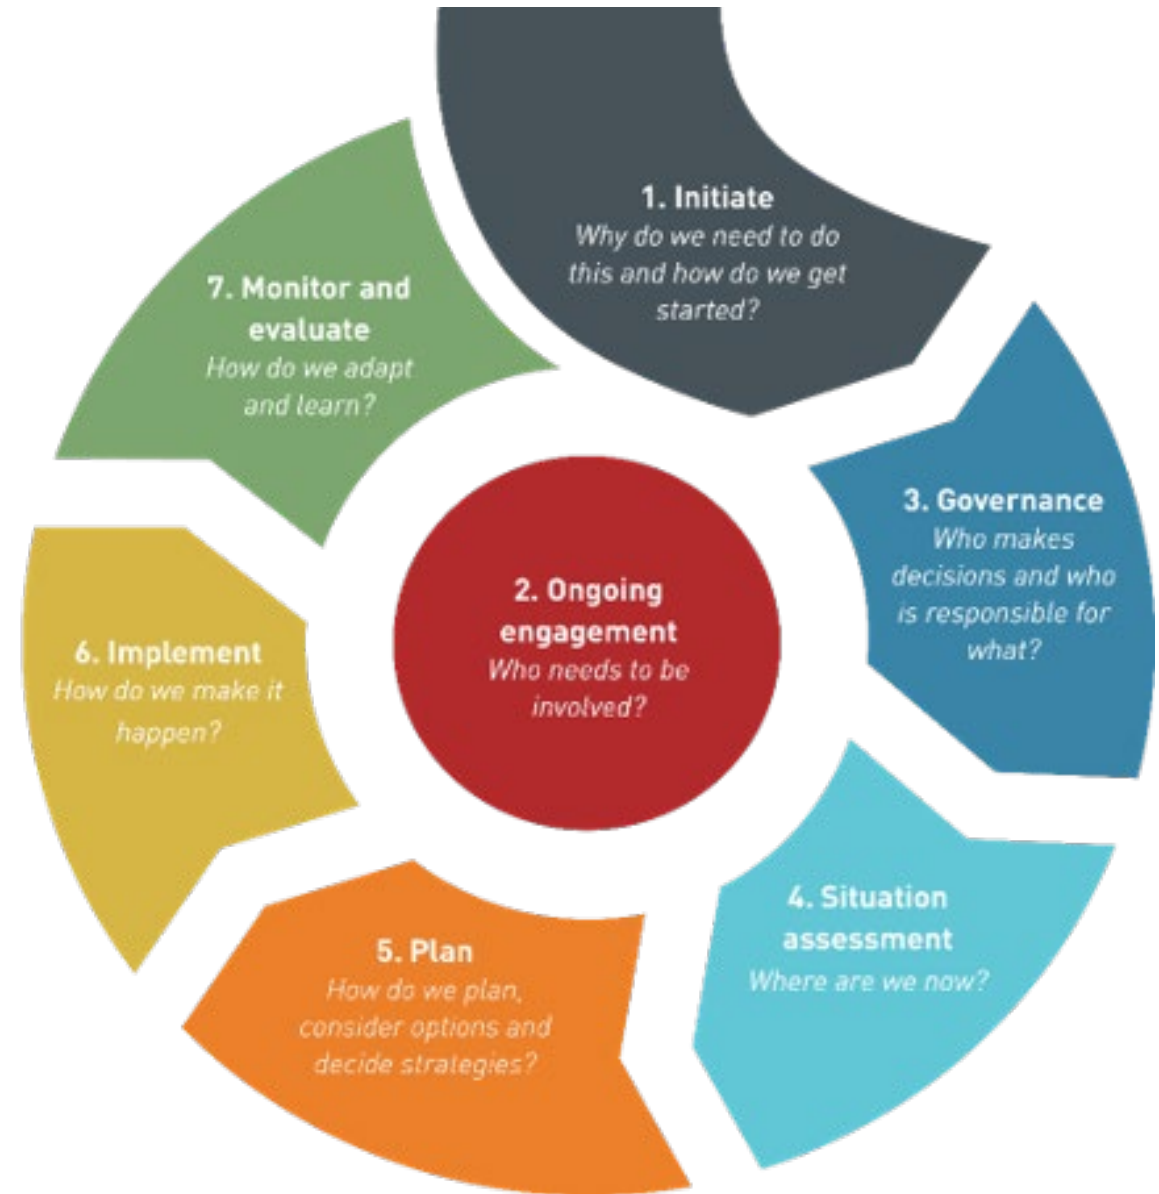 1. Initiate
Why do we need to do
this and how do we get
started?
2. Ongoing
engagement
Who needs to be
involved?
3. Governance
Who makes
decisions and who
is responsible for
what?
4. Situation
assessment
Where are we now?
5. Plan
How do we plan,
consider options and
decide strategies?
6. Implement
How do we make it
happen?
7. Monitor and
evaluate
How do we adapt
and learn?